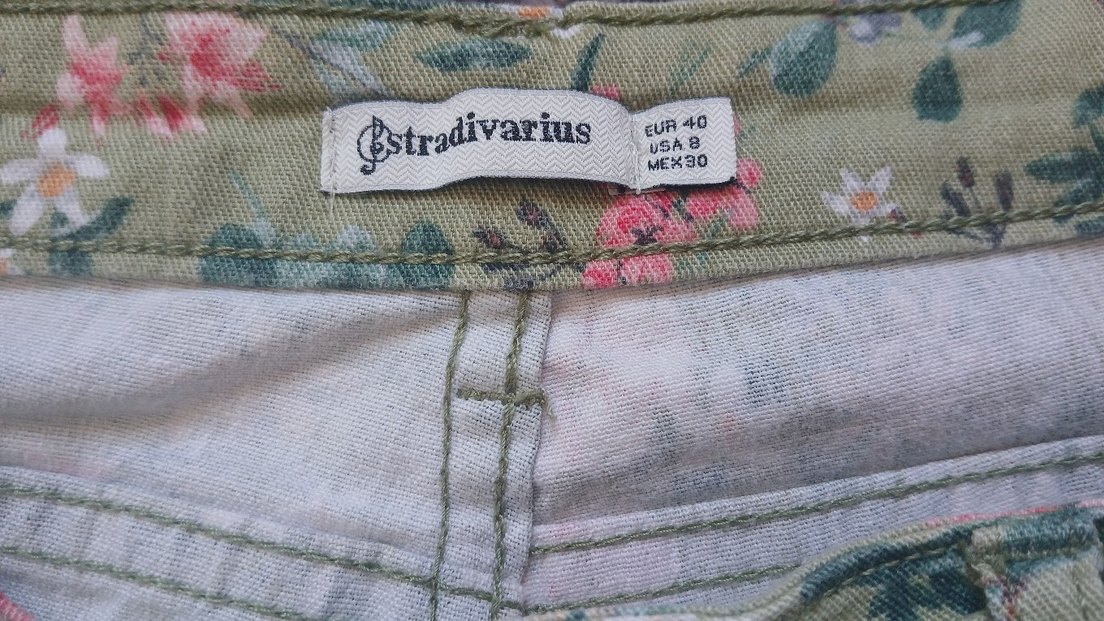 stradivarius
EUR 40
USA 8
MEX 30